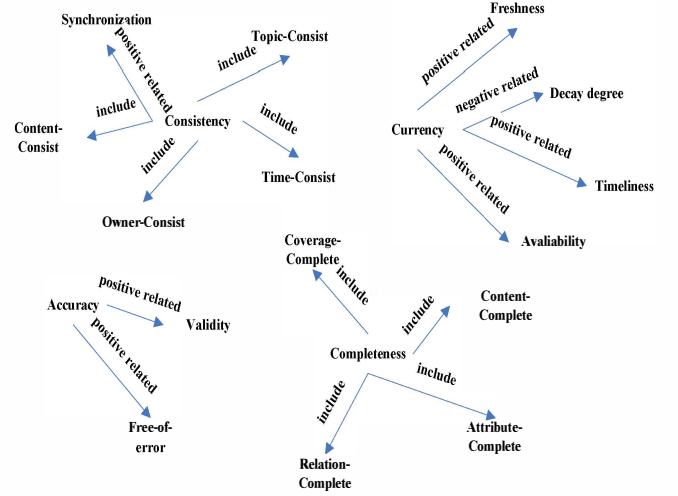 Synchronization
positive related
include
Topic-Consist
include
Content-
Consist
Consistency
include
include
Time-Consist
Owner-Consist
Freshness
positive related
negative related
Decay degree
Currency
positive related
positive related
Timeliness
Avaliability
Accuracy
positive related
Validity
positive related
Free-of-
error
Coverage-
Complete
include
include
Content-
Complete
Completeness
include
include
Attribute-
Complete
Relation-
Complete